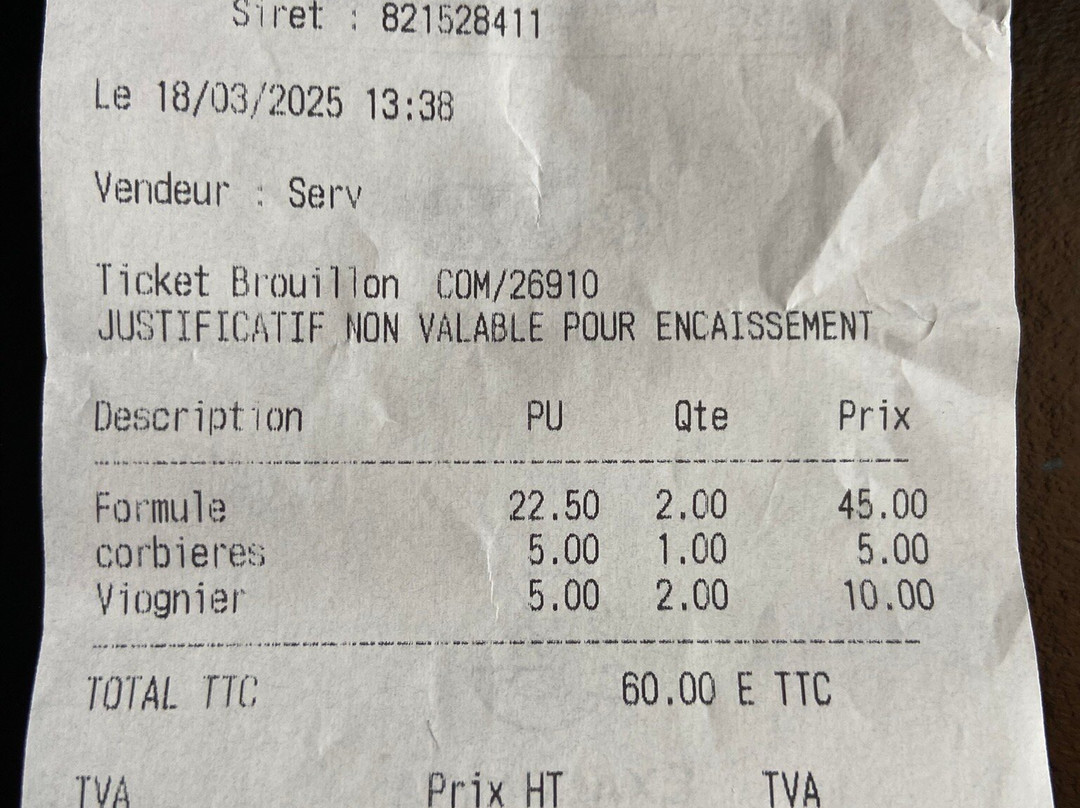 Siret : 821528411
Le 18/03/2025 13:38
Vendeur : Serv
Ticket Brouillon COM/26910
JUSTIFICATIF NON VALABLE POUR ENCAISSEMENT
Description PU Qte Prix
Formule 22.50 2.00 45.00
corbieres 5.00 1.00 5.00
Viognier 5.00 2.00 10.00
TOTAL TTC 60.00 E TTC
TVA Prix HT TVA